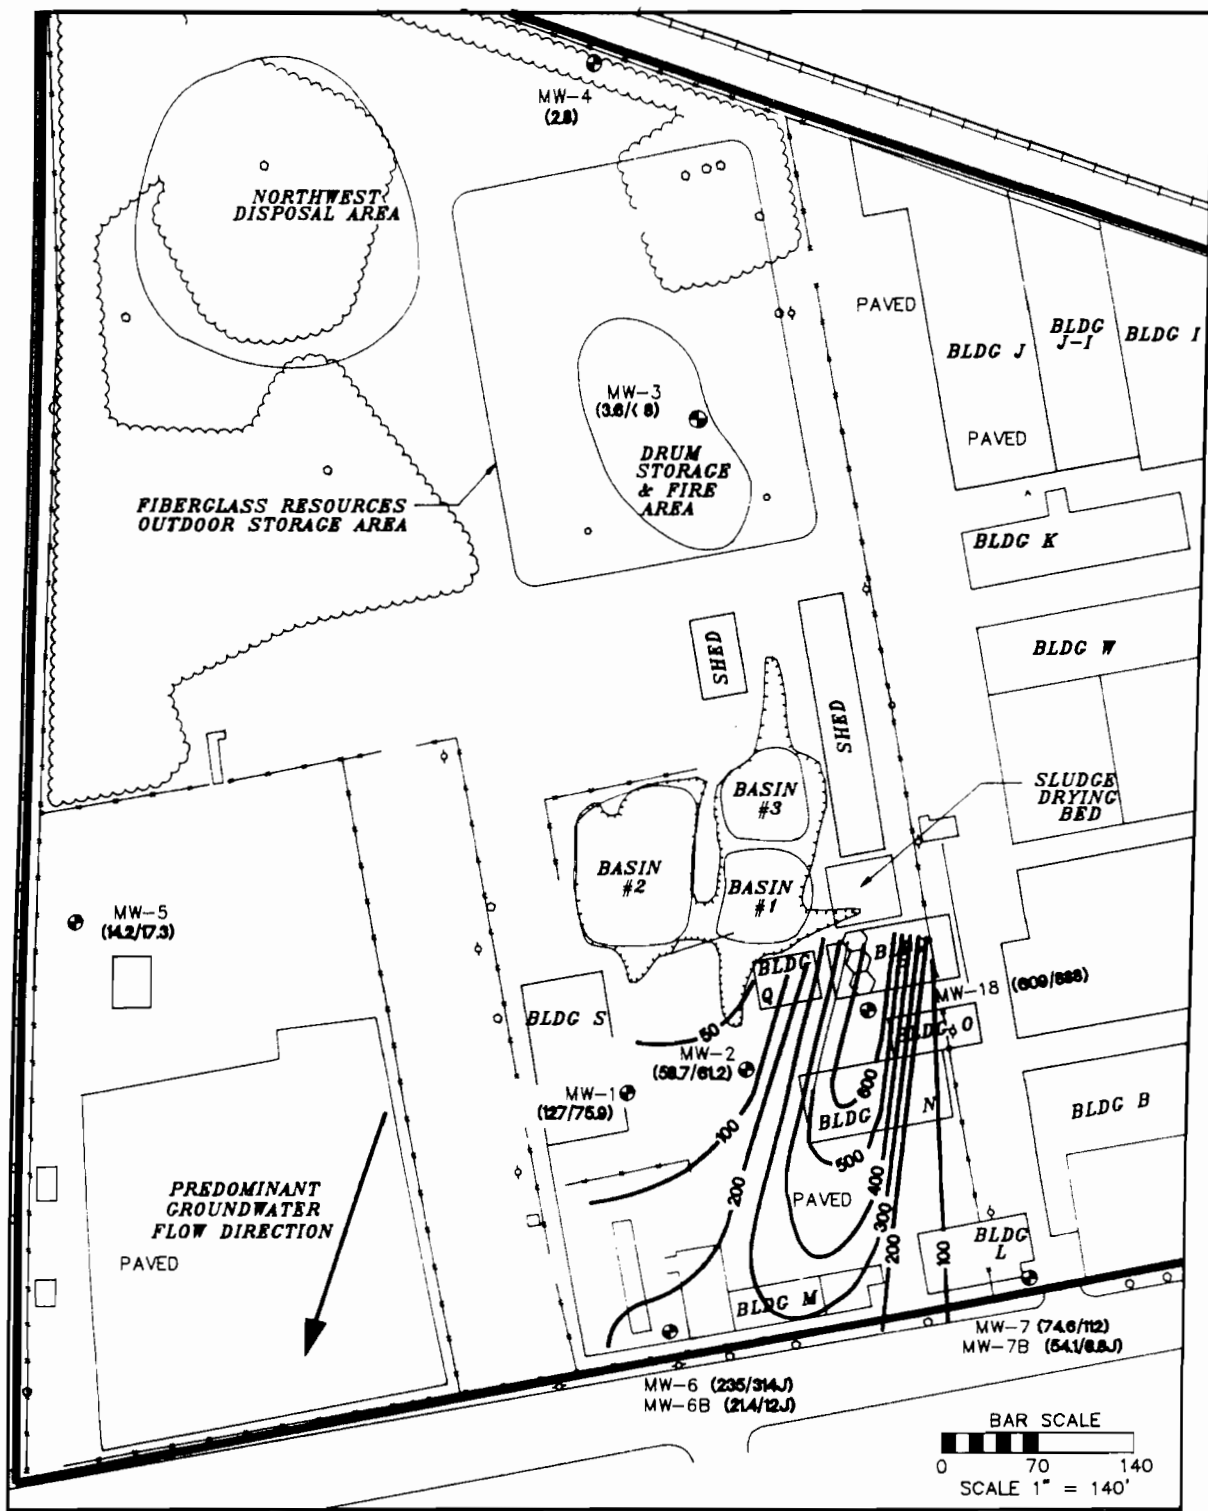 MW-4
(2.8)
NORTHWEST
DISPOSAL AREA
PAVED
BLDG J
BLDG
J-I
BLDG I
MW-3
(3.6/< 8)
PAVED
DRUM
STORAGE
& FIRE
AREA
FIBERGLASS RESOURCES
OUTDOOR STORAGE AREA
BLDG K
BLDG W
SHED
SHED
SLUDGE
DRYING
BED
BASIN
#3
BASIN
#2
BASIN
#1
MW-5
(14.2/17.3)
BLDG
Q
MW-18 (609/888)
BLDG S
50
BLDG O
MW-2
(58.7/61.2)
MW-1
(127/75.9)
600
BLDG N
BLDG B
100
500
400
200
PAVED
300
200
100
PREDOMINANT
GROUNDWATER
FLOW DIRECTION
PAVED
BLDG
L
BLDG M
MW-7 (74.6/112)
MW-7B (54.1/8.8J)
MW-6 (235/314J)
MW-6B (21.4/12J)
BAR SCALE
0 70 140
SCALE 1" = 140'